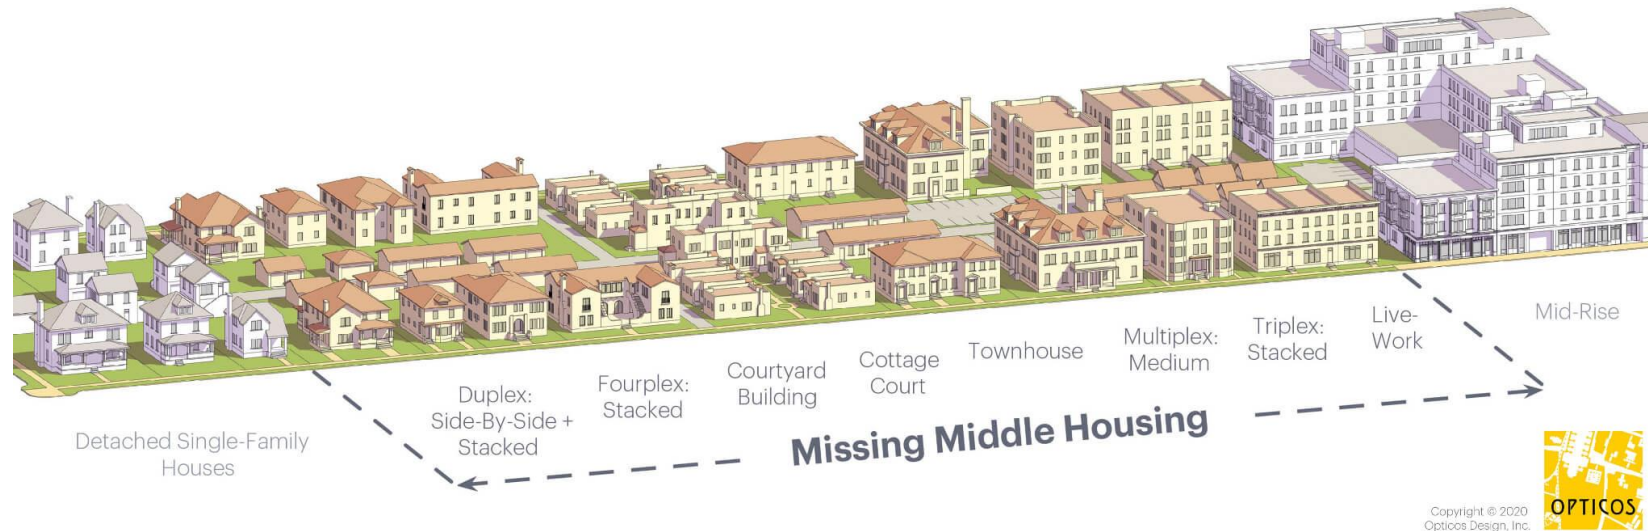 Detached Single-Family
Houses
Duplex:
Side-By-Side +
Stacked
Fourplex:
Stacked
Courtyard
Building
Cottage
Court
Townhouse
Multiplex:
Medium
Triplex:
Stacked
Live-
Work
Mid-Rise
Missing Middle Housing
Copyright © 2020
Opticos Design, Inc.
OPTICOS